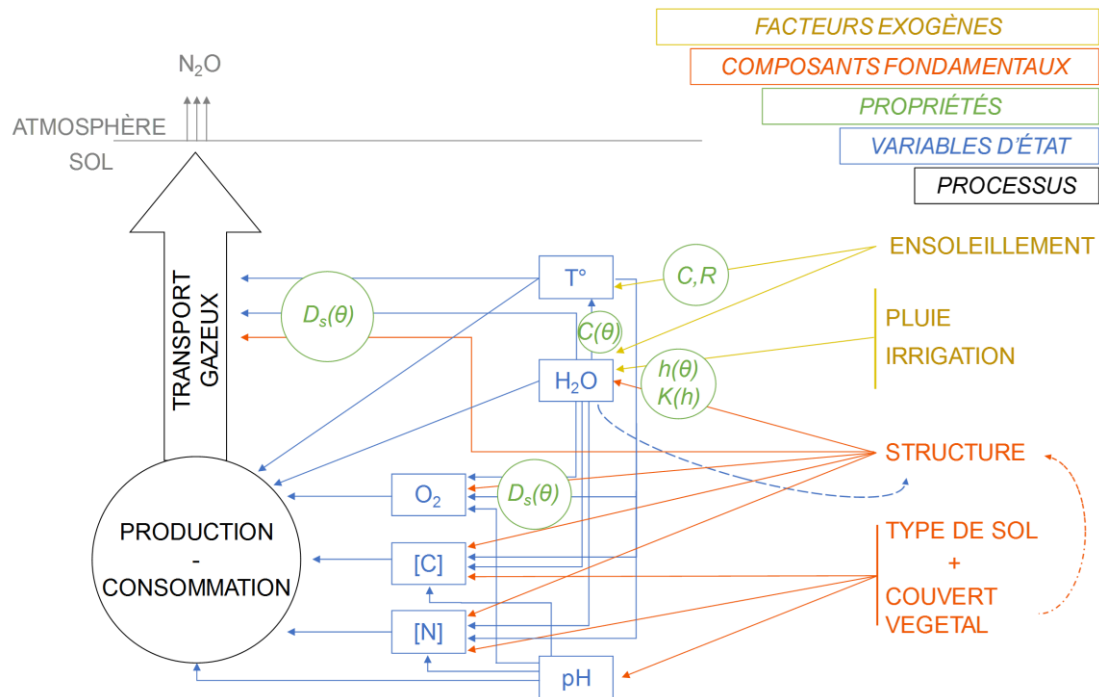 FACTEURS EXOGÈNES
COMPOSANTS FONDAMENTAUX
PROPRIÉTÉS
VARIABLES D'ÉTAT
PROCESSUS
N₂O
ATMOSPHÈRE
SOL
TRANSPORT
GAZEUX
Dₛ(θ)
T°
C,R
ENSOLEILLEMENT
C(θ)
H₂O
h(θ)
K(h)
PLUIE
IRRIGATION
STRUCTURE
O₂
Dₛ(θ)
PRODUCTION
-
CONSOMMATION
[C]
[N]
pH
TYPE DE SOL
+
COUVERT
VEGETAL